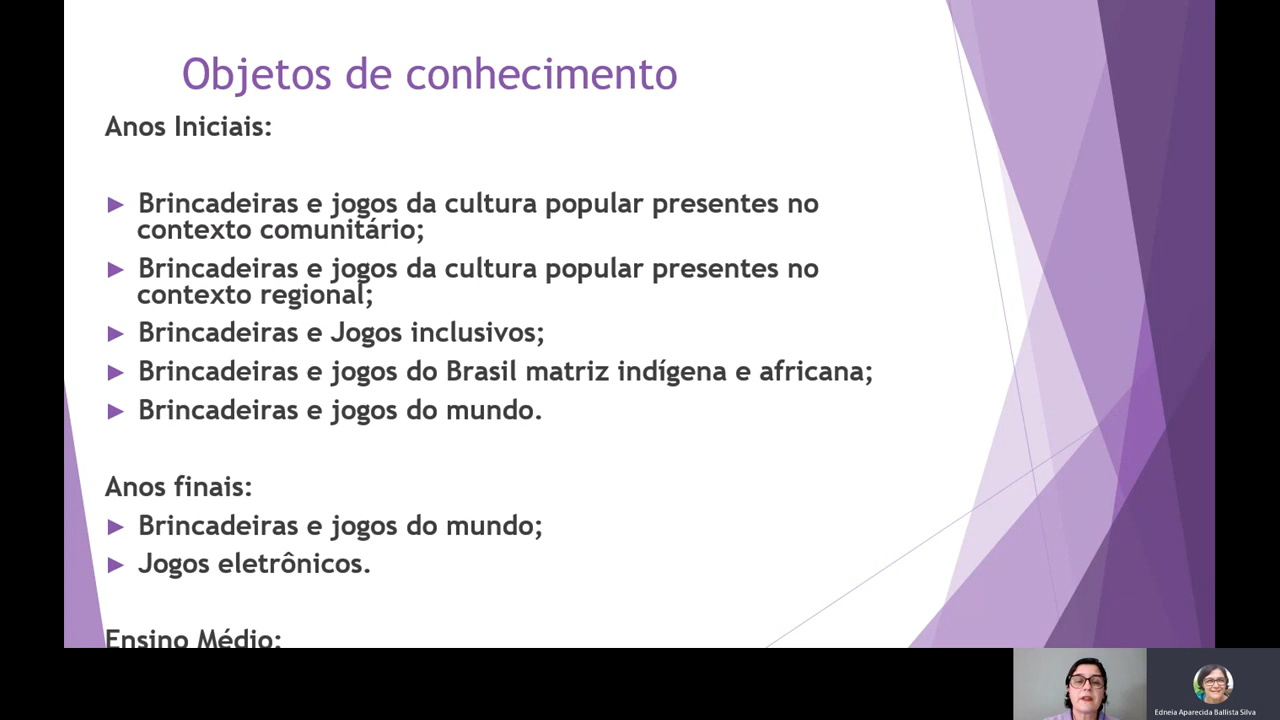 Objetos de conhecimento
Anos Iniciais:
► Brincadeiras e jogos da cultura popular presentes no
contexto comunitário;
► Brincadeiras e jogos da cultura popular presentes no
contexto regional;
► Brincadeiras e Jogos inclusivos;
► Brincadeiras e jogos do Brasil matriz indígena e africana;
► Brincadeiras e jogos do mundo.
Anos finais:
► Brincadeiras e jogos do mundo;
► Jogos eletrônicos.
Ensino Médio:
Edneia Aparecida Ballista Silva